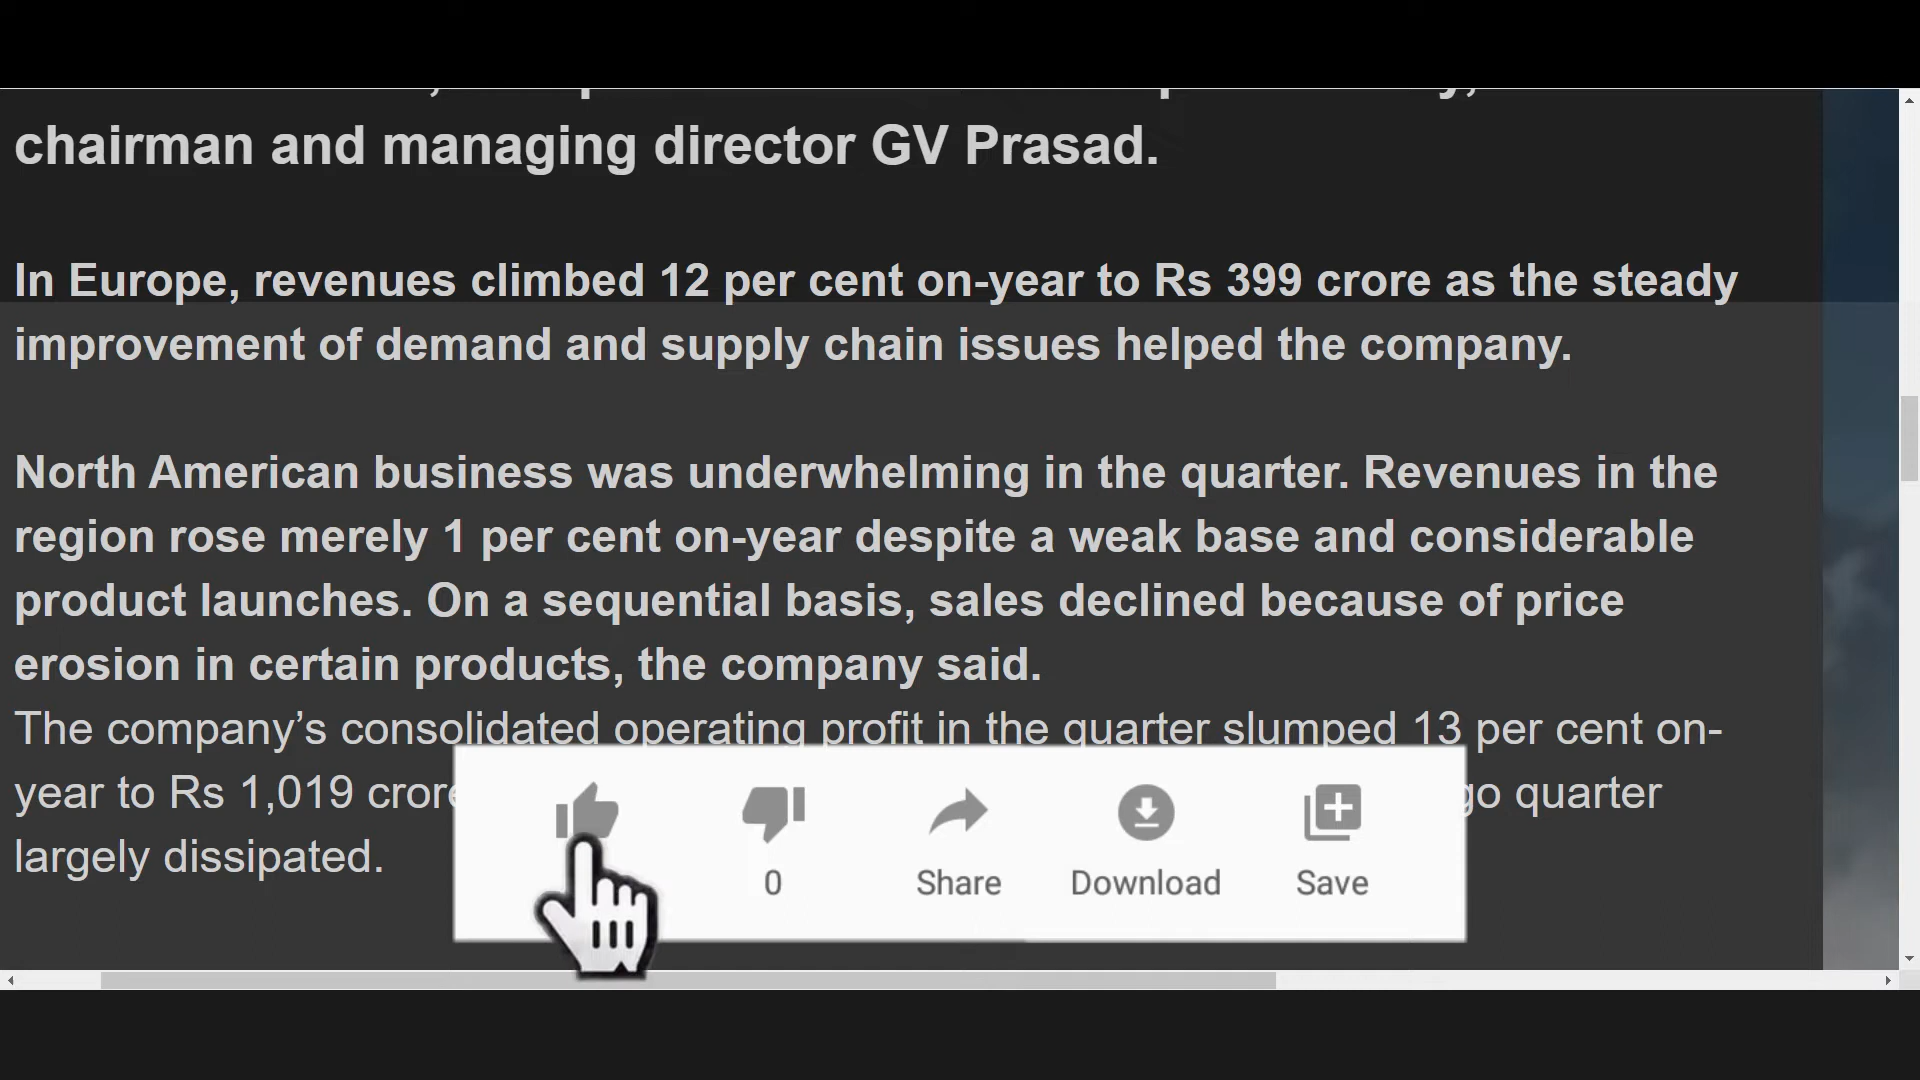 chairman and managing director GV Prasad.
In Europe, revenues climbed 12 per cent on-year to Rs 399 crore as the steady
improvement of demand and supply chain issues helped the company.
North American business was underwhelming in the quarter. Revenues in the
region rose merely 1 per cent on-year despite a weak base and considerable
product launches. On a sequential basis, sales declined because of price
erosion in certain products, the company said.
The company’s consolidated operating profit in the quarter slumped 13 per cent on-
year to Rs 1,019 crore go quarter
largely dissipated.
0 Share Download Save